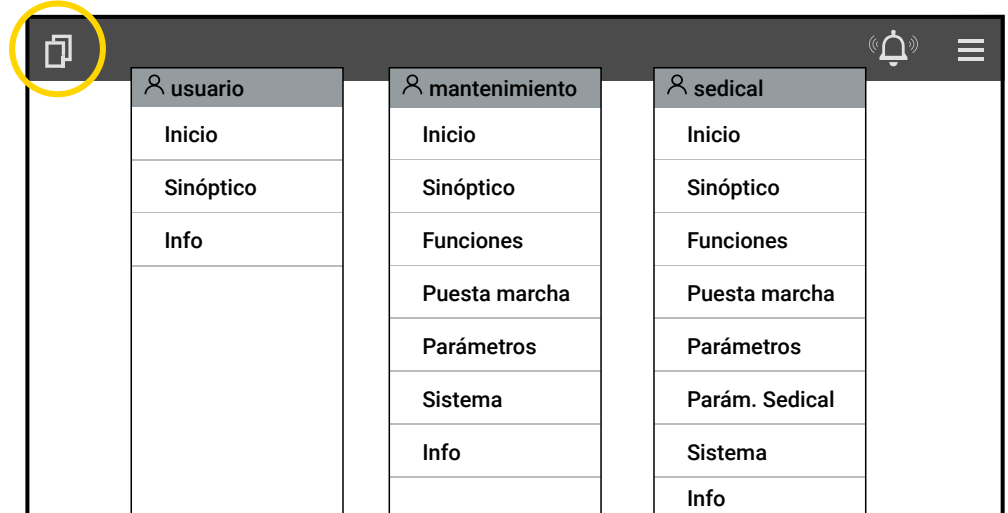 usuario
Inicio
Sinóptico
Info
mantenimiento
Inicio
Sinóptico
Funciones
Puesta marcha
Parámetros
Sistema
Info
sedical
Inicio
Sinóptico
Funciones
Puesta marcha
Parámetros
Parám. Sedical
Sistema
Info